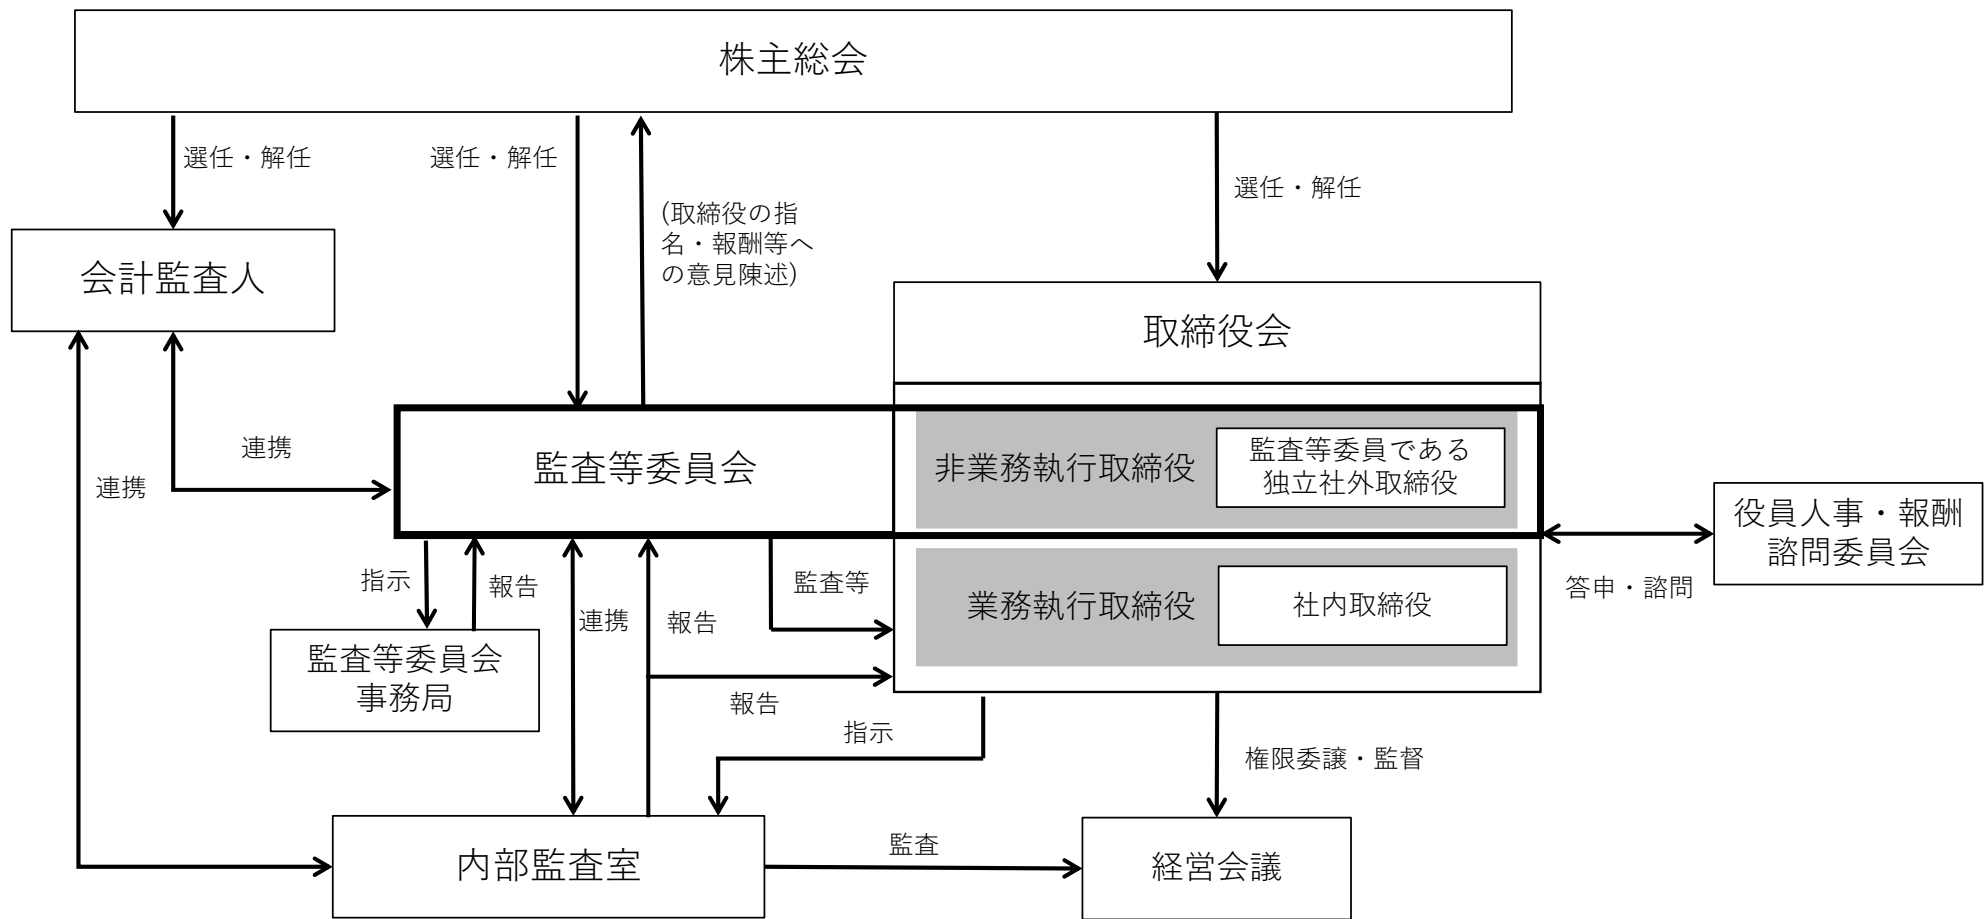 株主総会
選任・解任
選任・解任
(取締役の指
名・報酬等へ
の意見陳述)
選任・解任
会計監査人
取締役会
連携
連携
監査等委員会
非業務執行取締役
監査等委員である
独立社外取締役
役員人事・報酬
諮問委員会
答申・諮問
指示
報告
連携
報告
監査等
業務執行取締役
社内取締役
監査等委員会
事務局
報告
指示
権限委譲・監督
内部監査室
監査
経営会議